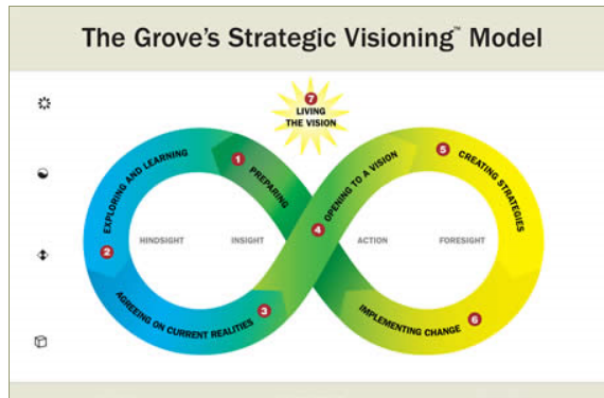 The Grove's Strategic Visioning™ Model
7
LIVING
THE VISION
1
PREPARING
2
EXPLORING AND LEARNING
3
AGREEING ON CURRENT REALITIES
4
OPENING TO A VISION
5
CREATING STRATEGIES
6
IMPLEMENTING CHANGE
HINDSIGHT
INSIGHT
ACTION
FORESIGHT